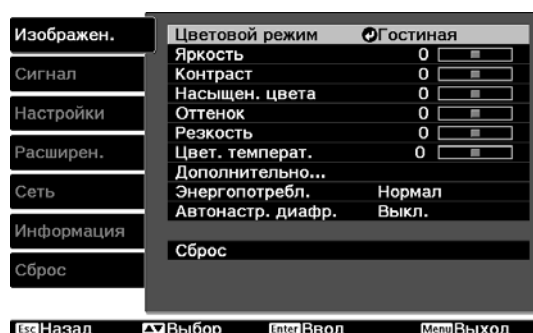 Изображен.
Сигнал
Настройки
Расширен.
Сеть
Информация
Сброс
Цветовой режим Гостиная
Яркость 0
Контраст 0
Насыщен. цвета 0
Оттенок 0
Резкость 0
Цвет. температ. 0
Дополнительно...
Энергопотребл. Нормал
Автонастр. диафр. Выкл.
Сброс
Esc Назад Выбор Enter Ввод Menu Выход